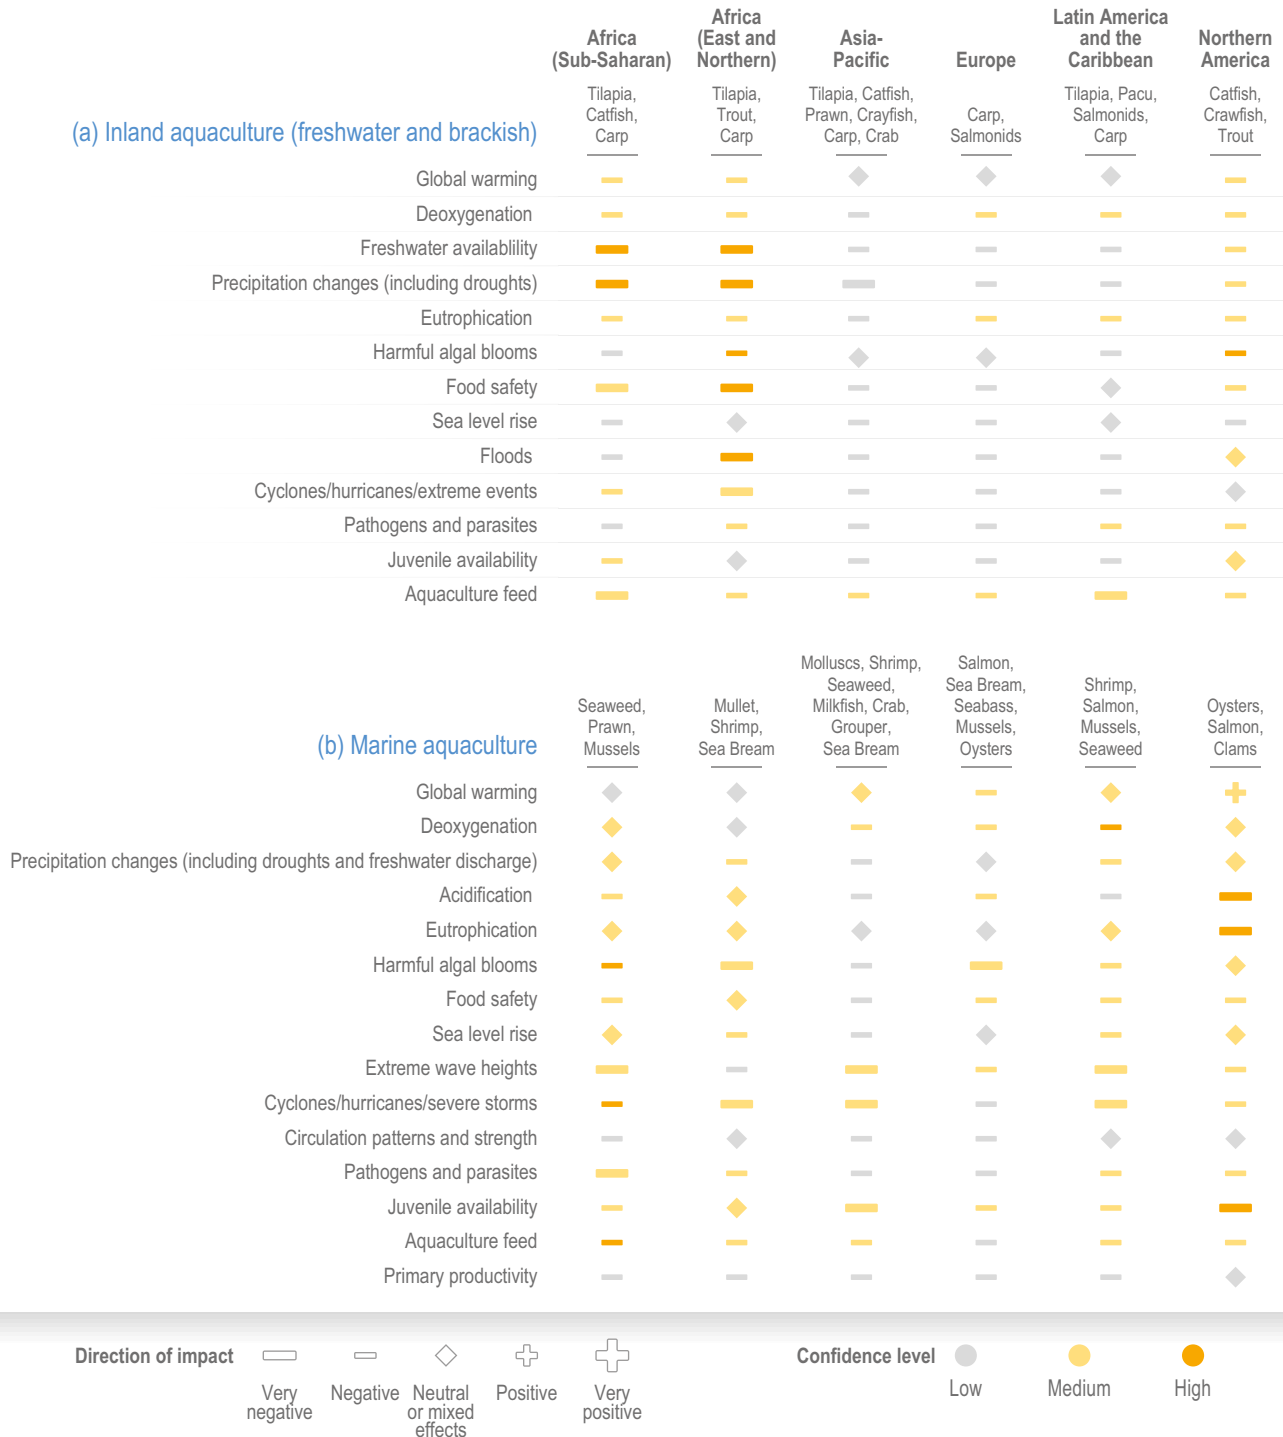 Africa
(Sub-Saharan)
Africa
(East and
Northern)
Asia-
Pacific
Europe
Latin America
and the
Caribbean
Northern
America
(a) Inland aquaculture (freshwater and brackish)
Tilapia,
Catfish,
Carp
Tilapia,
Trout,
Carp
Tilapia, Catfish,
Prawn, Crayfish,
Carp, Crab
Carp,
Salmonids
Tilapia, Pacu,
Salmonids,
Carp
Catfish,
Crawfish,
Trout
Global warming
Deoxygenation
Freshwater availablility
Precipitation changes (including droughts)
Eutrophication
Harmful algal blooms
Food safety
Sea level rise
Floods
Cyclones/hurricanes/extreme events
Pathogens and parasites
Juvenile availability
Aquaculture feed
(b) Marine aquaculture
Seaweed,
Prawn,
Mussels
Mullet,
Shrimp,
Sea Bream
Molluscs, Shrimp,
Seaweed,
Milkfish, Crab,
Grouper,
Sea Bream
Salmon,
Sea Bream,
Seabass,
Mussels,
Oysters
Shrimp,
Salmon,
Mussels,
Seaweed
Oysters,
Salmon,
Clams
Global warming
Deoxygenation
Precipitation changes (including droughts and freshwater discharge)
Acidification
Eutrophication
Harmful algal blooms
Food safety
Sea level rise
Extreme wave heights
Cyclones/hurricanes/severe storms
Circulation patterns and strength
Pathogens and parasites
Juvenile availability
Aquaculture feed
Primary productivity
Direction of impact
Very
negative
Negative
Neutral
or mixed
effects
Positive
Very
positive
Confidence level
Low
Medium
High